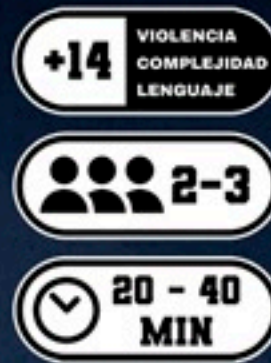 +14
VIOLENCIA
COMPLEJIDAD
LENGUAJE
2-3
20 - 40
MIN